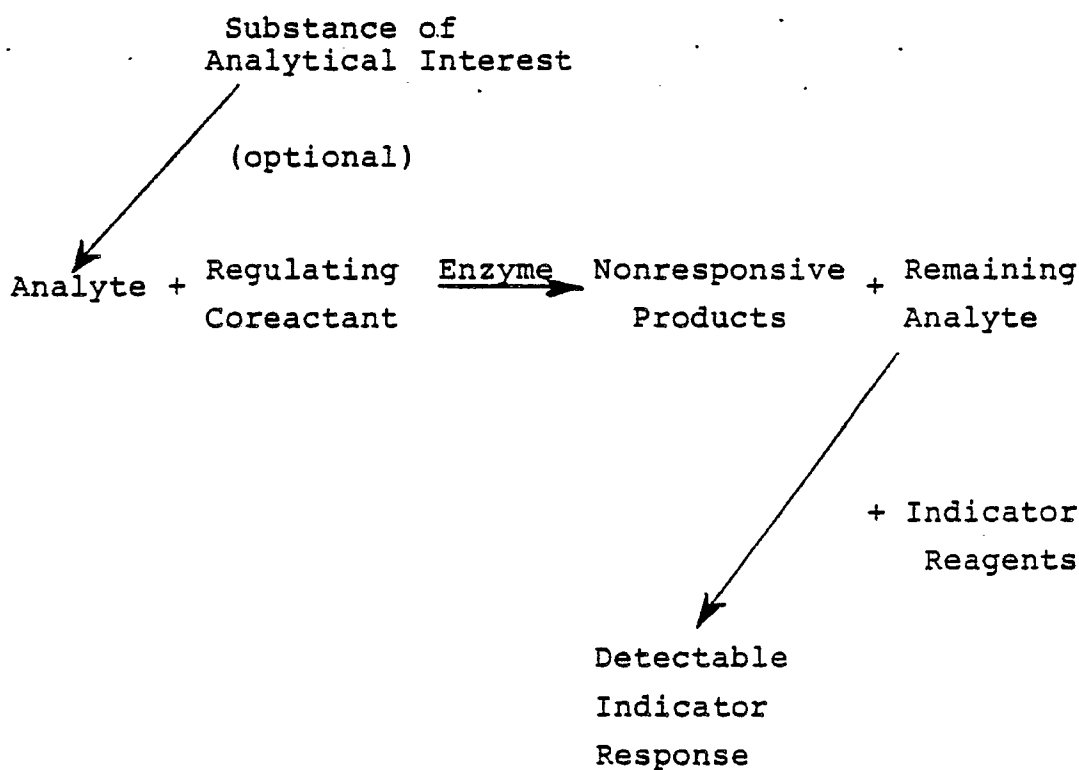 Substance of
Analytical Interest
(optional)
Analyte + Regulating Coreactant Enzyme Nonresponsive Products + Remaining Analyte
+ Indicator
Reagents
Detectable
Indicator
Response